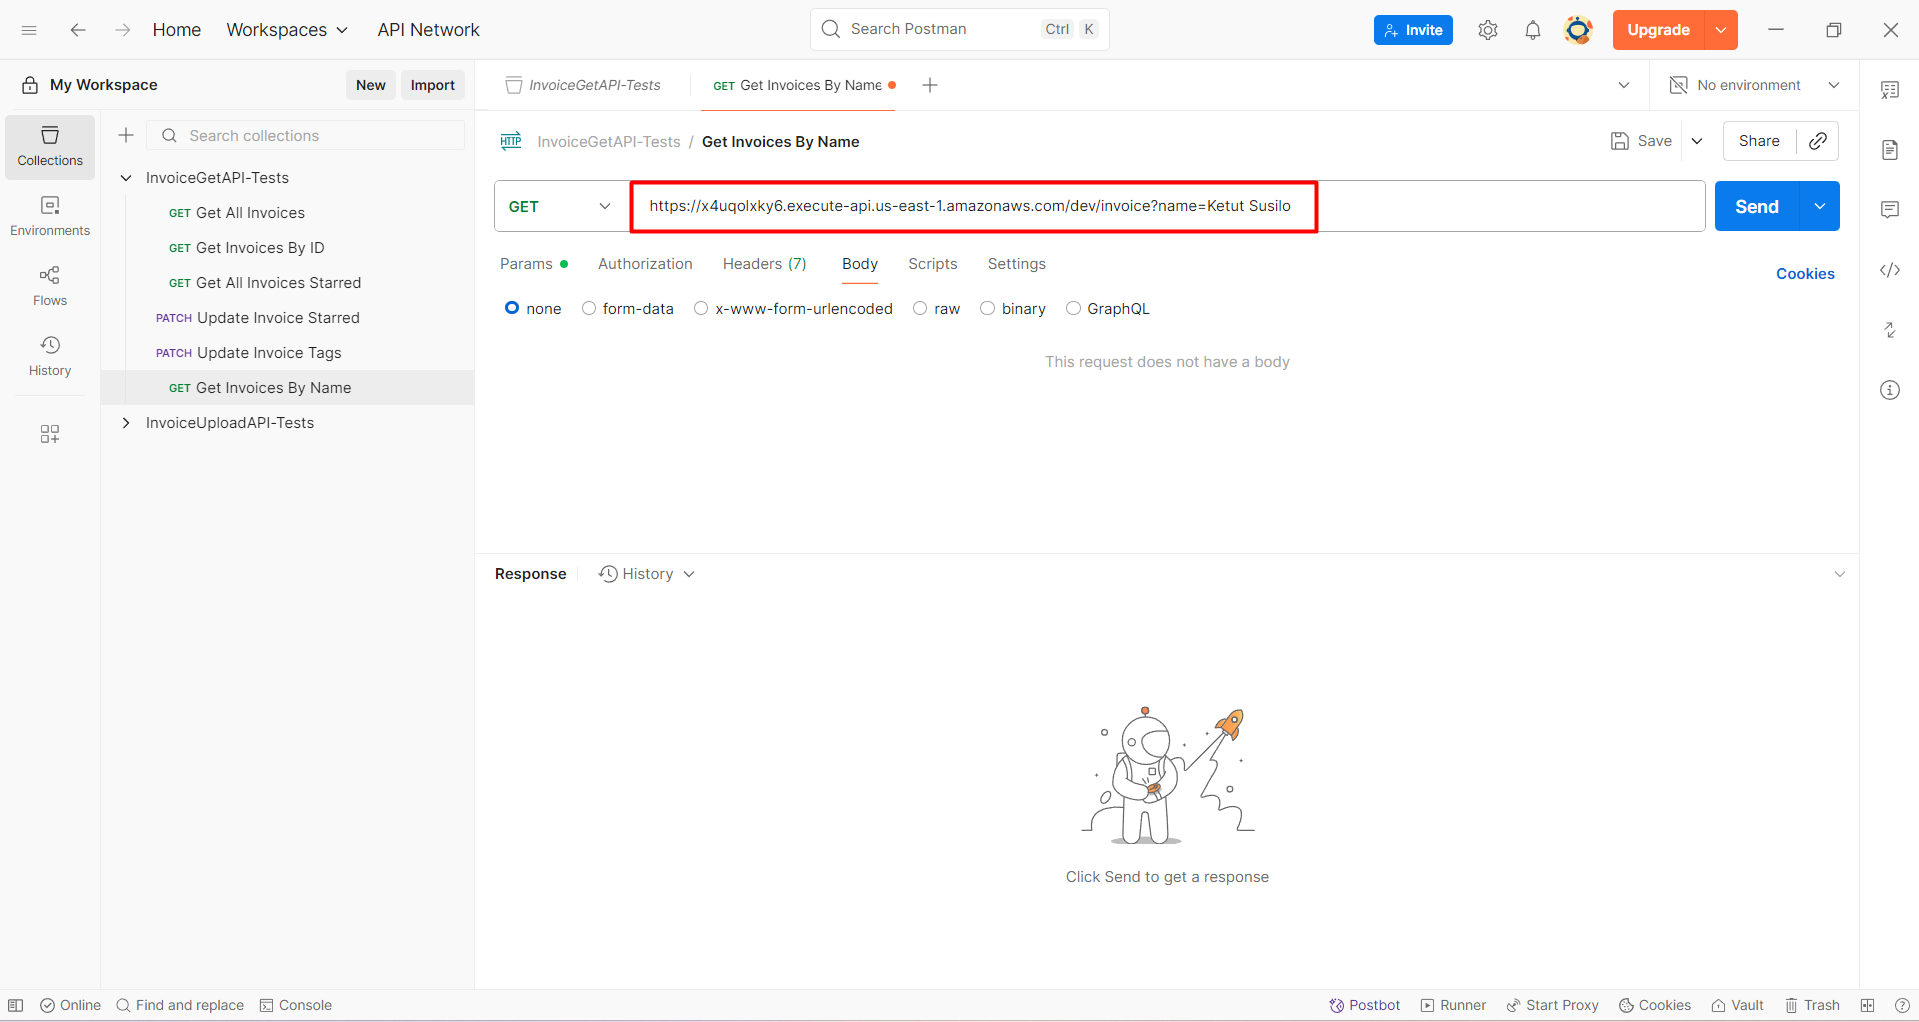 Home Workspaces API Network Search Postman Ctrl K Invite Upgrade
My Workspace New Import InvoiceGetAPI-Tests GET Get Invoices By Name No environment
Collections
Environments
Flows
History
Search collections
InvoiceGetAPI-Tests
GET Get All Invoices
GET Get Invoices By ID
GET Get All Invoices Starred
PATCH Update Invoice Starred
PATCH Update Invoice Tags
GET Get Invoices By Name
InvoiceUploadAPI-Tests
HTTP InvoiceGetAPI-Tests / Get Invoices By Name Save Share
GET https://x4uqolxky6.execute-api.us-east-1.amazonaws.com/dev/invoice?name=Ketut Susilo Send
Params Authorization Headers (7) Body Scripts Settings Cookies
none form-data x-www-form-urlencoded raw binary GraphQL
This request does not have a body
Response History
Click Send to get a response
Online Find and replace Console Postbot Runner Start Proxy Cookies Vault Trash